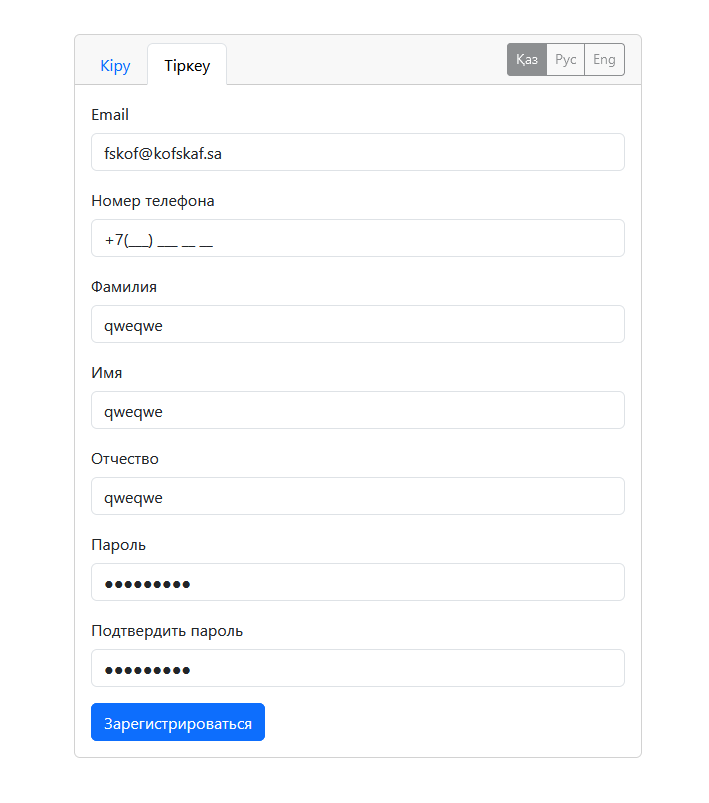 Кіру Тіркеу Қаз Рус Eng
Email
fskof@kofskaf.sa
Номер телефона
+7(___) ___ __ __
Фамилия
qweqwe
Имя
qweqwe
Отчество
qweqwe
Пароль
●●●●●●●●●
Подтвердить пароль
●●●●●●●●●
Зарегистрироваться